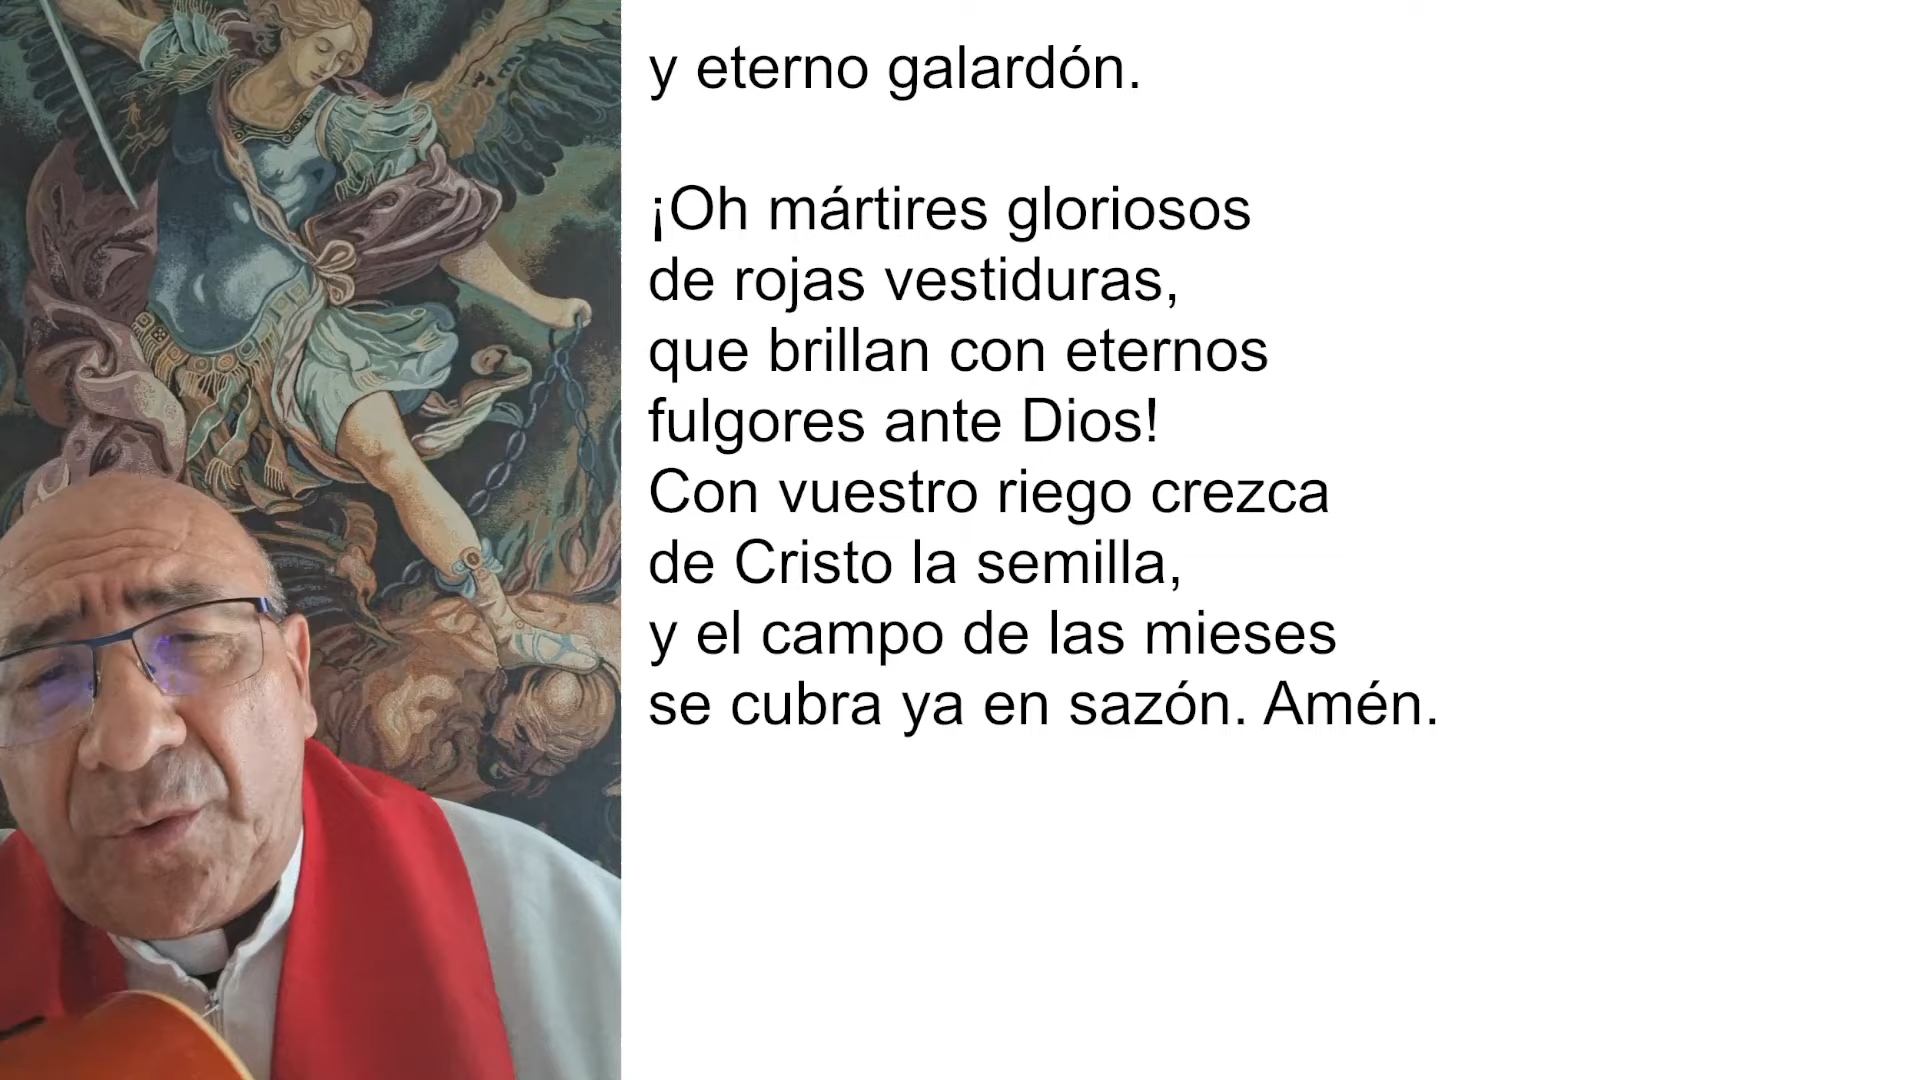 y eterno galardón.
¡Oh mártires gloriosos
de rojas vestiduras,
que brillan con eternos
fulgores ante Dios!
Con vuestro riego crezca
de Cristo la semilla,
y el campo de las mieses
se cubra ya en sazón. Amén.